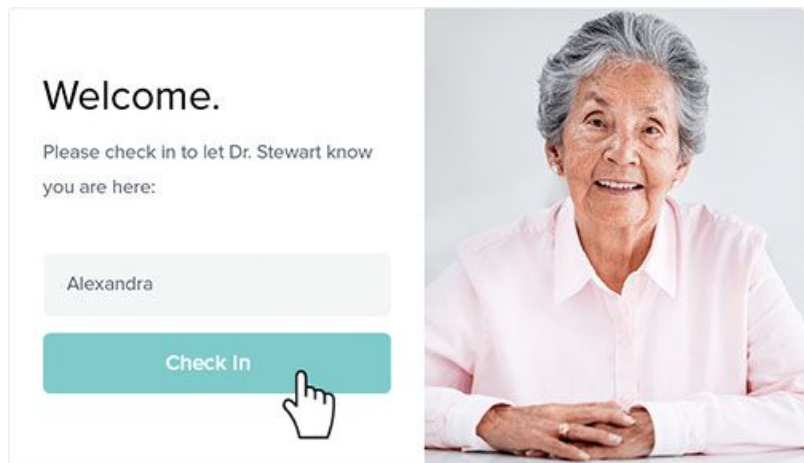 Welcome.
Please check in to let Dr. Stewart know
you are here:
Alexandra
Check In